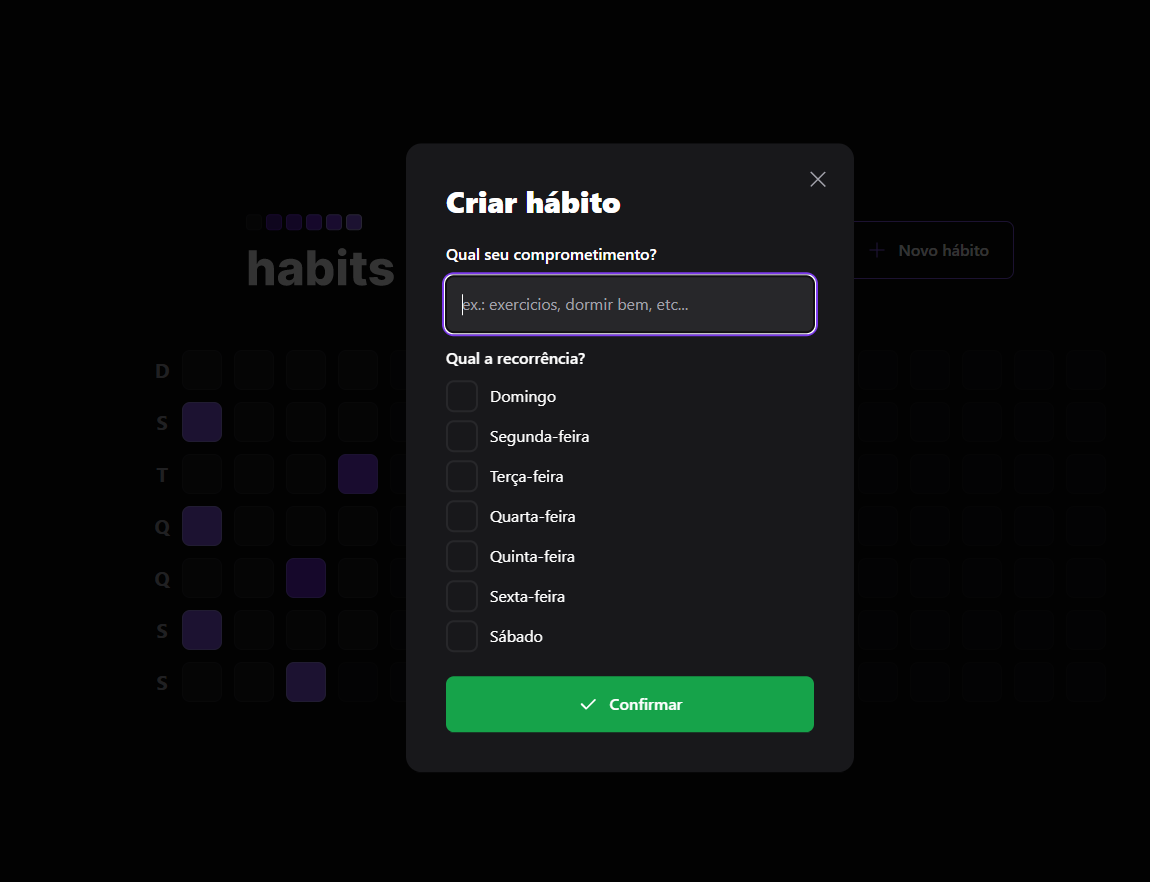 Criar hábito
habits
Novo hábito
Qual seu comprometimento?
ex.: exercicios, dormir bem, etc...
Qual a recorrência?
Domingo
Segunda-feira
Terça-feira
Quarta-feira
Quinta-feira
Sexta-feira
Sábado
Confirmar
D
S
T
Q
Q
S
S